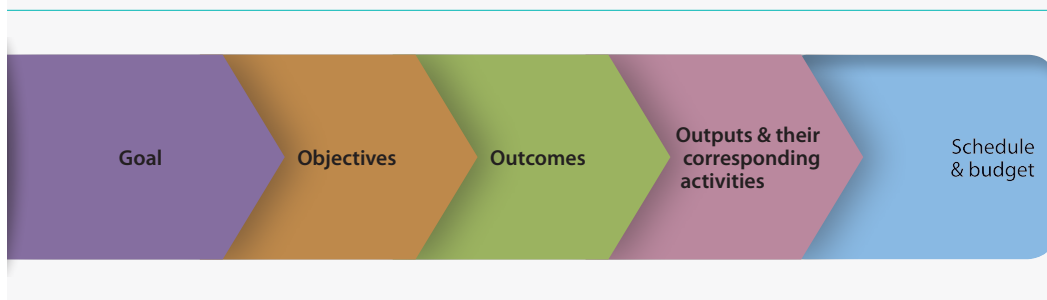 Goal
Objectives
Outcomes
Outputs & their
corresponding
activities
Schedule
& budget